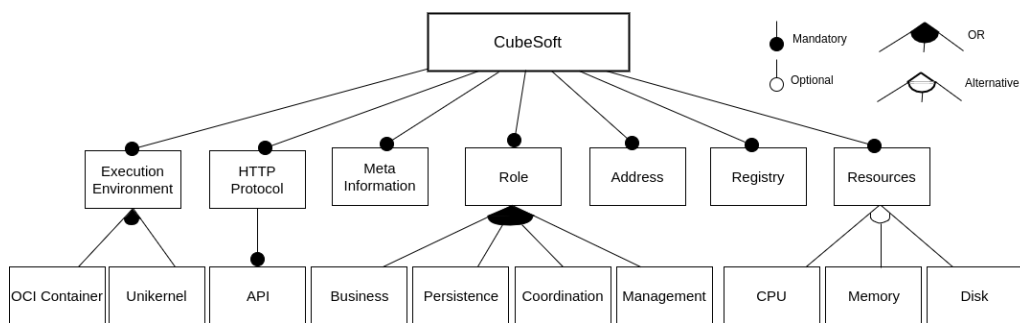 CubeSoft
Mandatory
OR
Optional
Alternative
Execution
Environment
HTTP
Protocol
Meta
Information
Role
Address
Registry
Resources
OCI Container
Unikernel
API
Business
Persistence
Coordination
Management
CPU
Memory
Disk